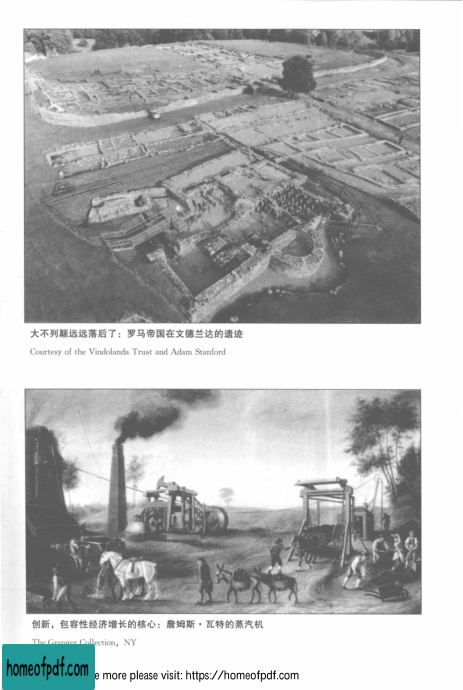 大不列颠远远落后了：罗马帝国在文德兰达的遗迹
Courtesy of the Vindolanda Trust and Adam Stanford
创新，包容性经济增长的核心：詹姆斯·瓦特的蒸汽机
The Granger Collection, NY
homeofpdf.com
e more please visit: https://homeofpdf.com